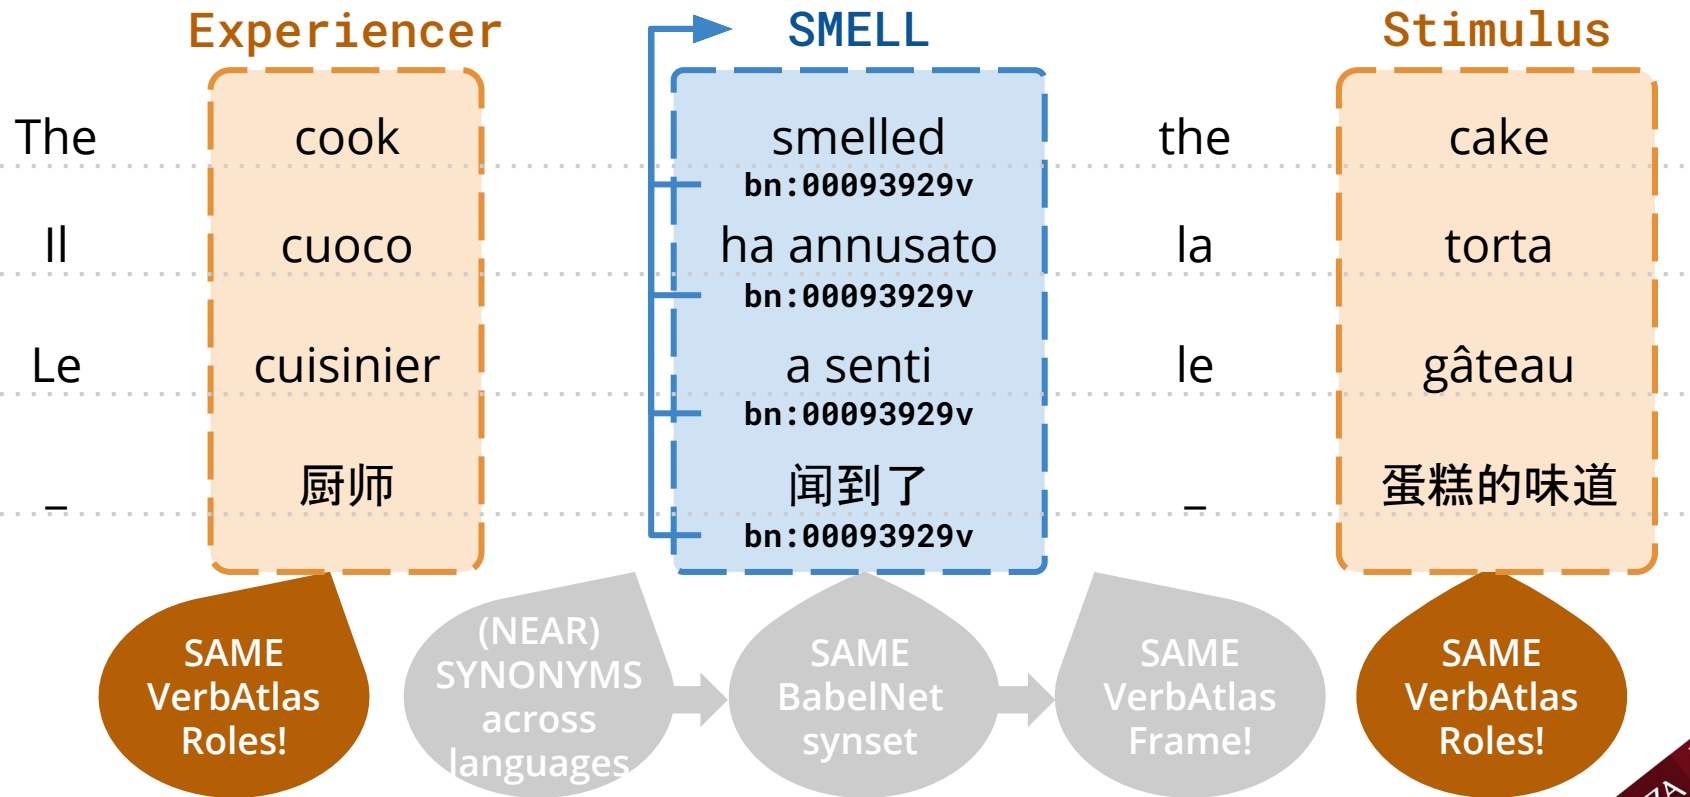 Experiencer SMELL Stimulus
The cook smelled the cake
bn:00093929v
Il cuoco ha annusato la torta
bn:00093929v
Le cuisinier a senti le gâteau
bn:00093929v
_ 厨师 闻到了 _ 蛋糕的味道
bn:00093929v
SAME
VerbAtlas
Roles!
(NEAR)
SYNONYMS
across
languages
SAME
BabelNet
synset
SAME
VerbAtlas
Frame!
SAME
VerbAtlas
Roles!